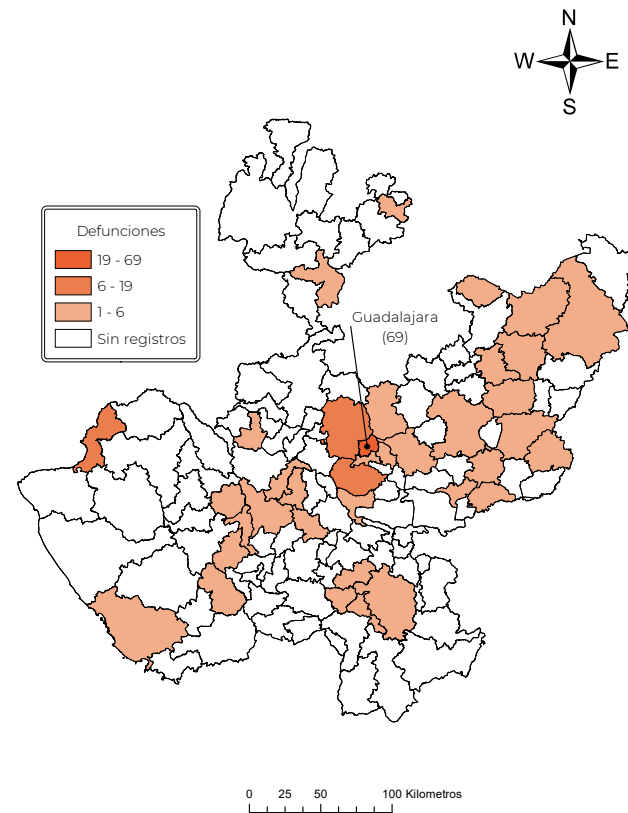 N
W E
S
Defunciones
19 - 69
6 - 19
1 - 6
Sin registros
Guadalajara
(69)
0 25 50 100 Kilometros